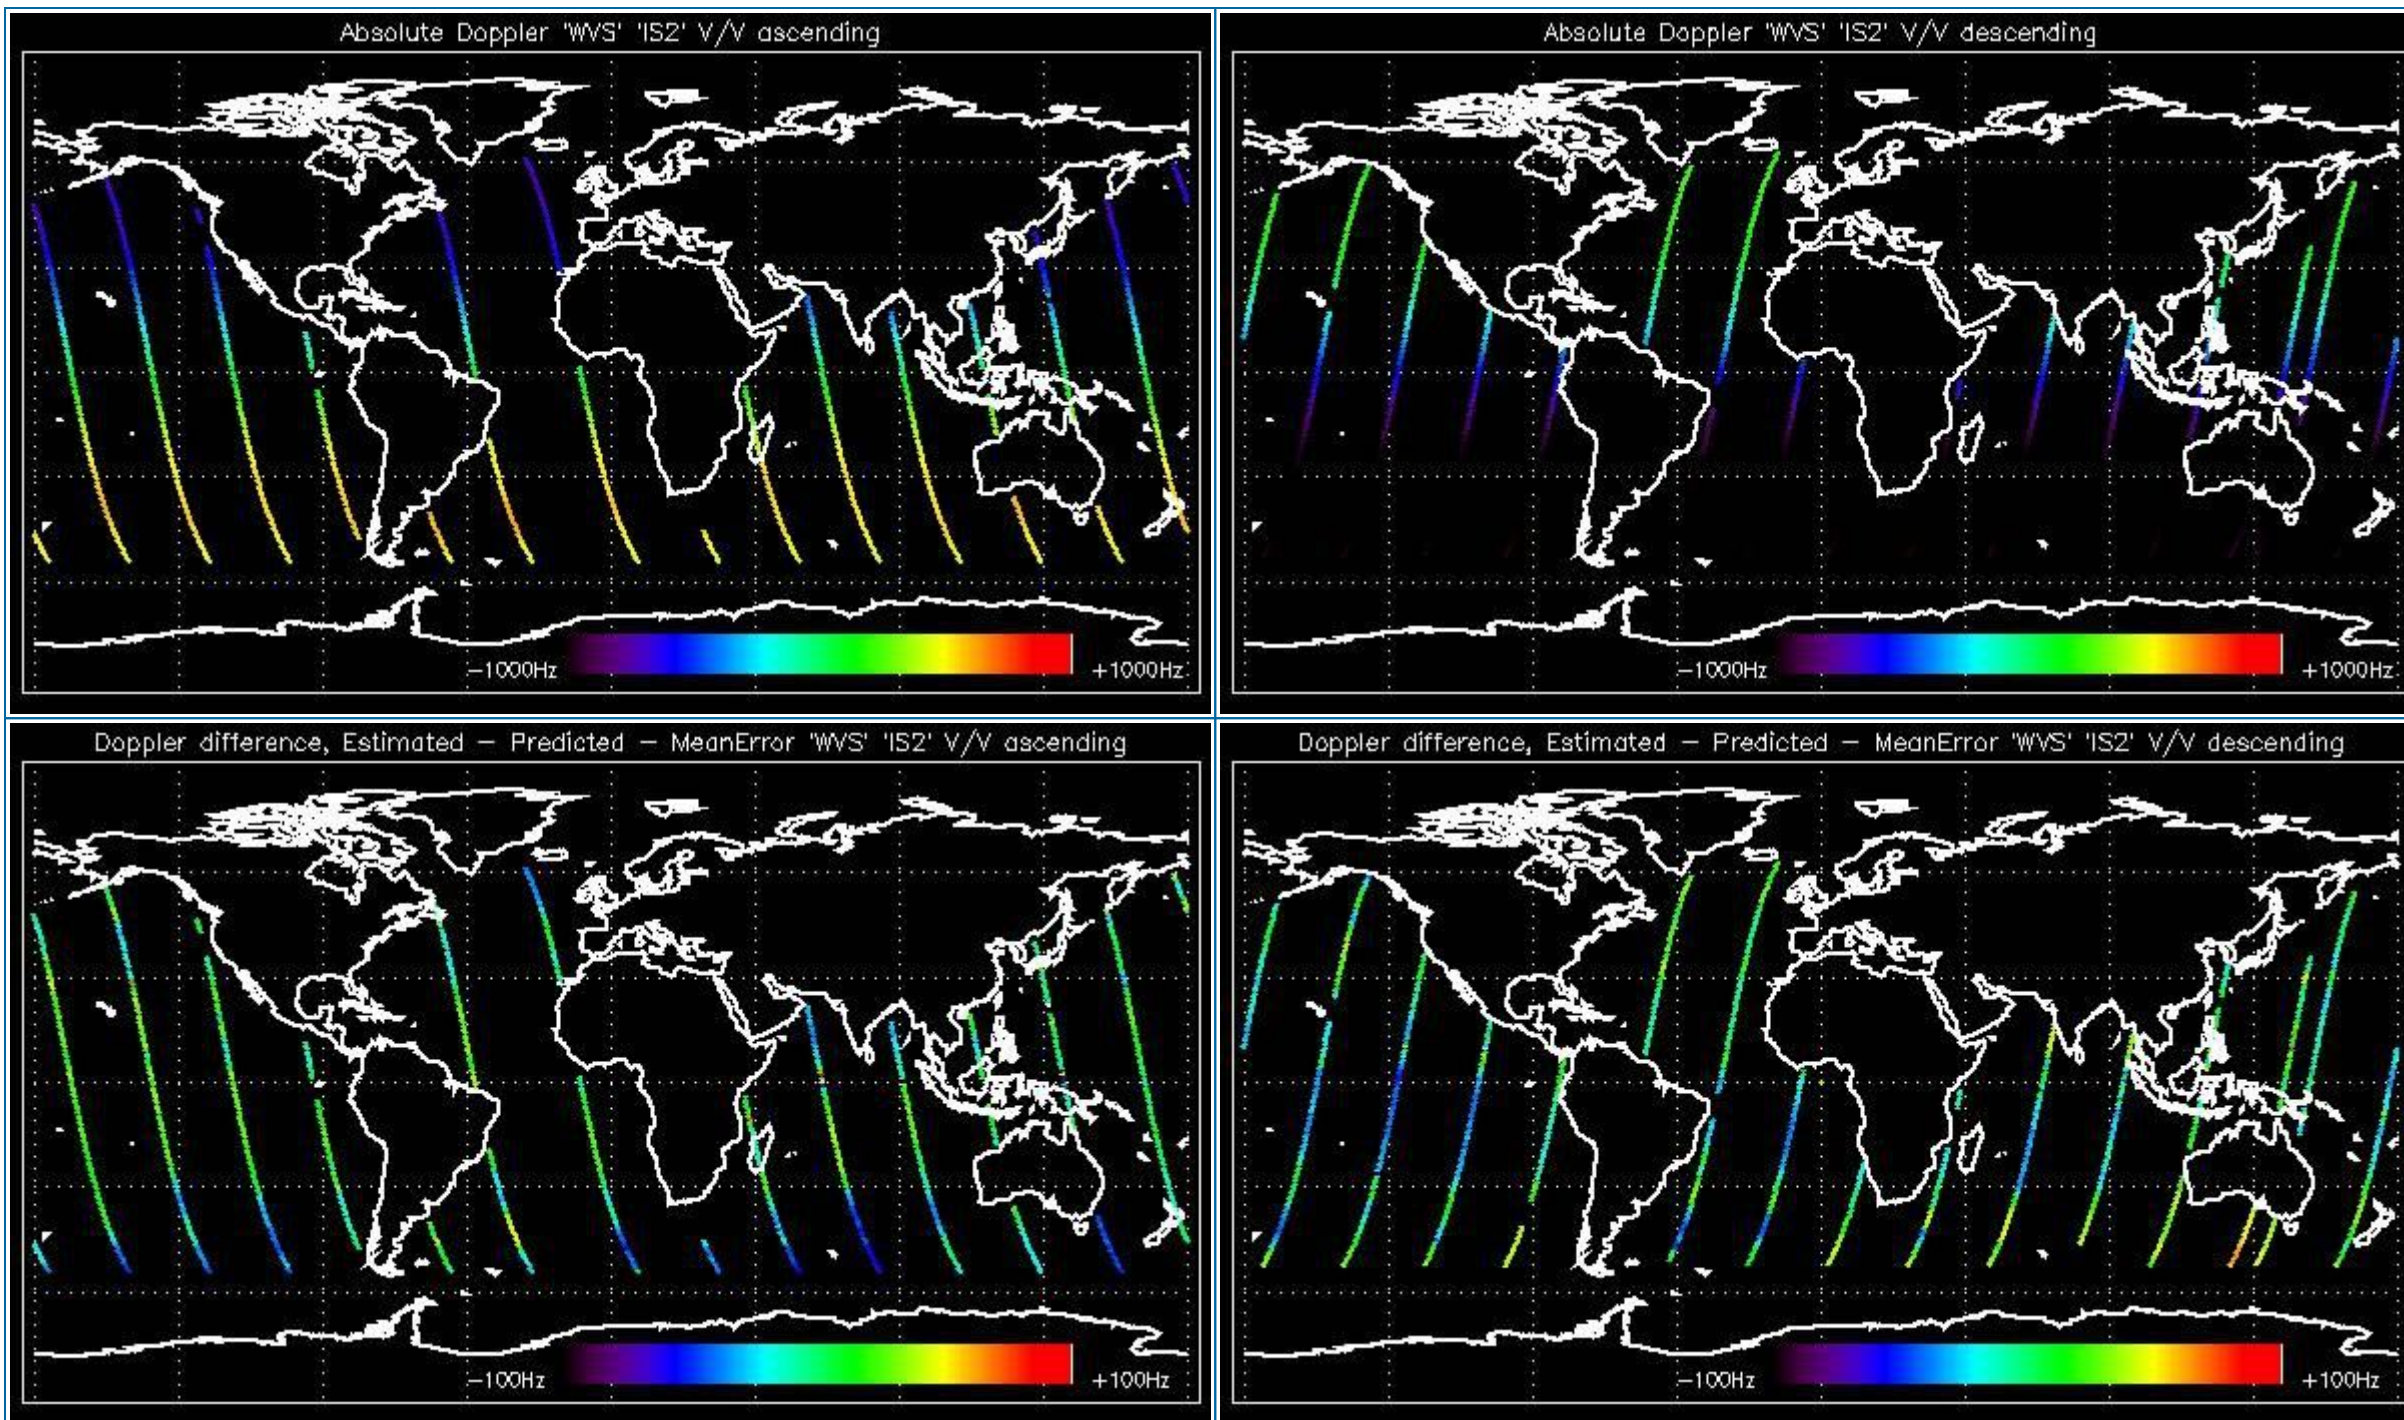 Absolute Doppler 'WVS' 'IS2' V/V ascending
-1000Hz
+1000Hz
Absolute Doppler 'WVS' 'IS2' V/V descending
-1000Hz
+1000Hz
Doppler difference, Estimated - Predicted - MeanError 'WVS' 'IS2' V/V ascending
-100Hz
+100Hz
Doppler difference, Estimated - Predicted - MeanError 'WVS' 'IS2' V/V descending
-100Hz
+100Hz